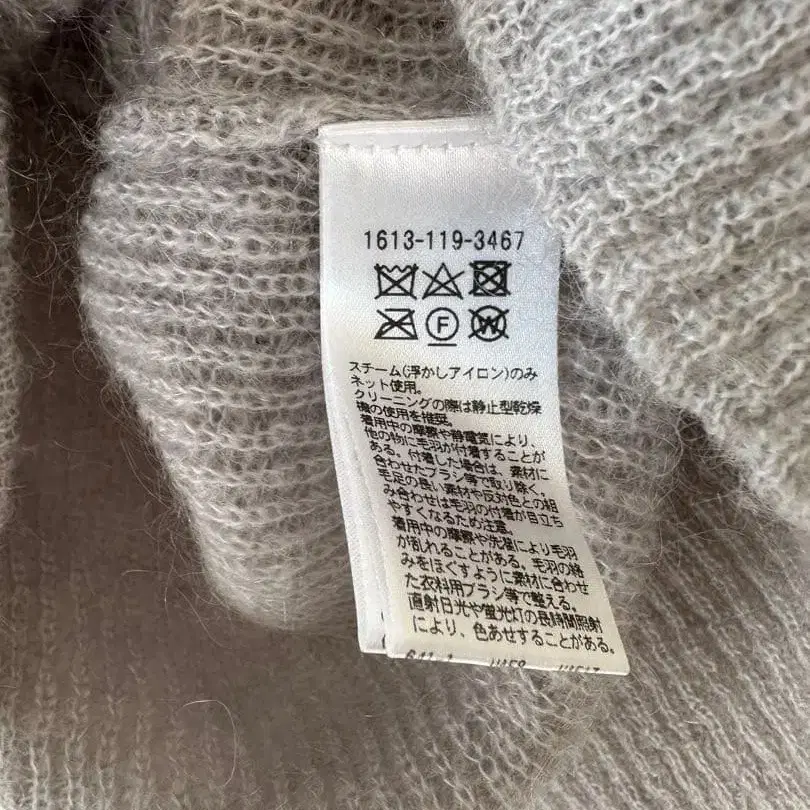 1613-119-3467
F
W
スチーム(浮かしアイロン)のみ
ネット使用。
クリーニングの際は静止型乾燥
機の使用を推奨。
着用中の摩擦や静電気により、
他の物に毛羽が付着することが
ある。付着した場合は、素材に
合わせたブラシ等で取り除く。
毛足の長い素材や反対色との組
み合わせは毛羽の付着が目立ち
やすくなるため注意。
着用中の摩擦や洗濯により毛羽
が乱れることがある。毛羽の絡
みをほぐすように素材に合わせ
た衣料用ブラシ等で整える。
直射日光や蛍光灯の長時間照射
により、色あせすることがある。